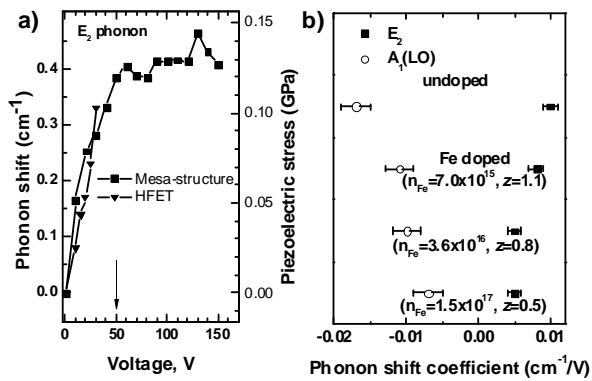 a)
E₂ phonon
Phonon shift (cm⁻¹)
0.4
0.3
0.2
0.1
0.0
0 50 100 150
Voltage, V
Mesa-structure
HFET
0.15
0.10
0.05
0.00
Piezoelectric stress (GPa)
b)
E₂
A₁(LO)
undoped
Fe doped
(nFe=7.0x10¹⁵, z=1.1)
(nFe=3.6x10¹⁶, z=0.8)
(nFe=1.5x10¹⁷, z=0.5)
-0.02 -0.01 0.00 0.01
Phonon shift coefficient (cm⁻¹/V)